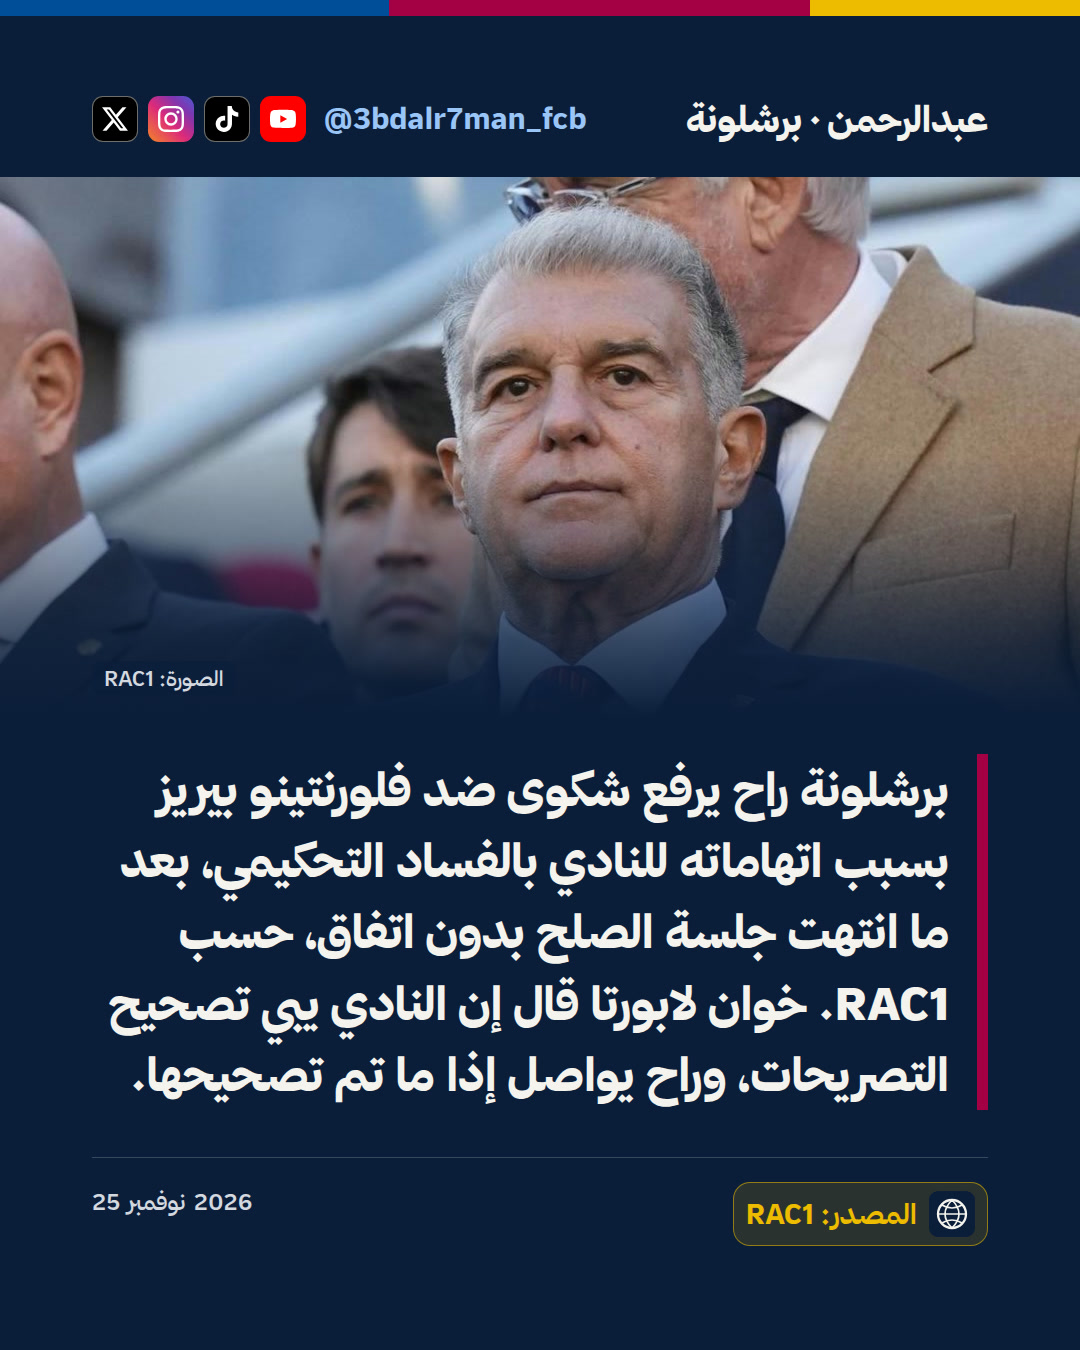 عبدالرحمن · برشلونة
@3bdalr7man_fcb
الصورة: RAC1
برشلونة راح يرفع شكوى ضد فلورنتينو بيريز
بسبب اتهاماته للنادي بالفساد التحكيمي، بعد
ما انتهت جلسة الصلح بدون اتفاق، حسب
RAC1. خوان لابورتا قال إن النادي يبي تصحيح
التصريحات، وراح يواصل إذا ما تم تصحيحها.
المصدر: RAC1
25 نوفمبر 2026